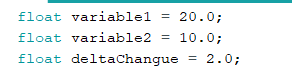 float variable1 = 20.0;
float variable2 = 10.0;
float deltaChangue = 2.0;